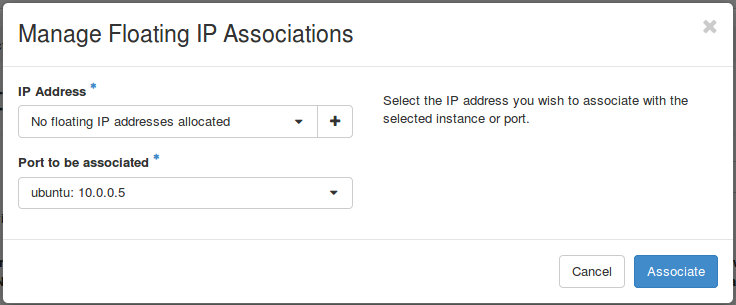 Manage Floating IP Associations
×
IP Address *
No floating IP addresses allocated
+
Select the IP address you wish to associate with the
selected instance or port.
Port to be associated *
ubuntu: 10.0.0.5
Cancel
Associate